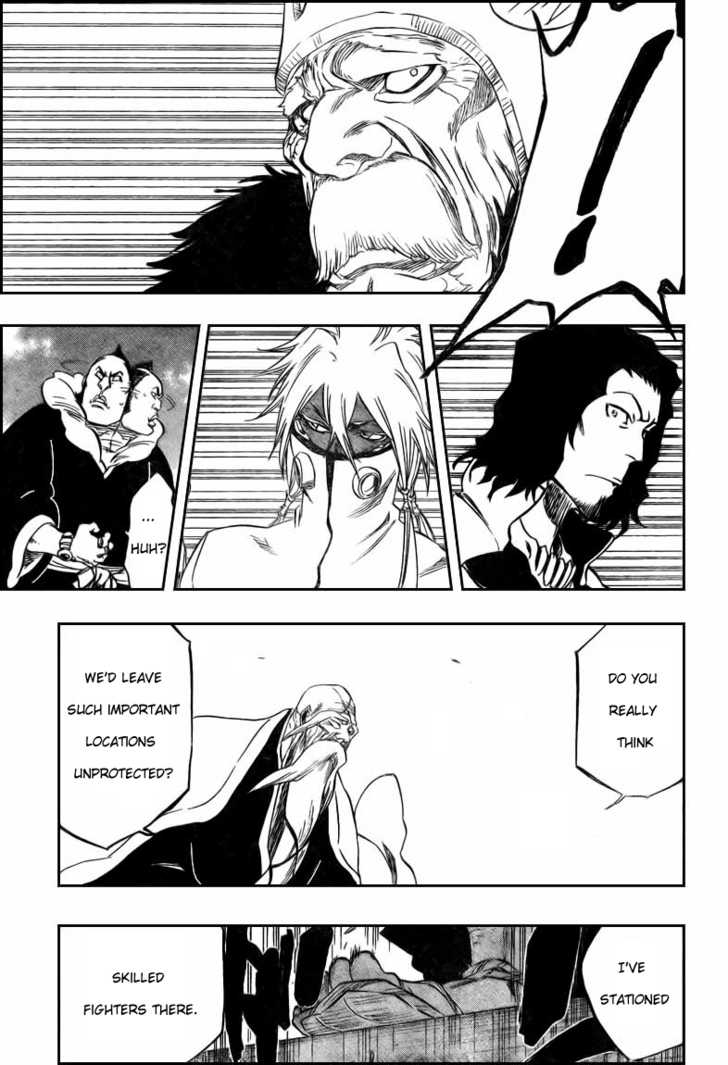 !
...
HUH?
DO YOU
REALLY
THINK
WE'D LEAVE
SUCH IMPORTANT
LOCATIONS
UNPROTECTED?
I'VE
STATIONED
SKILLED
FIGHTERS THERE.